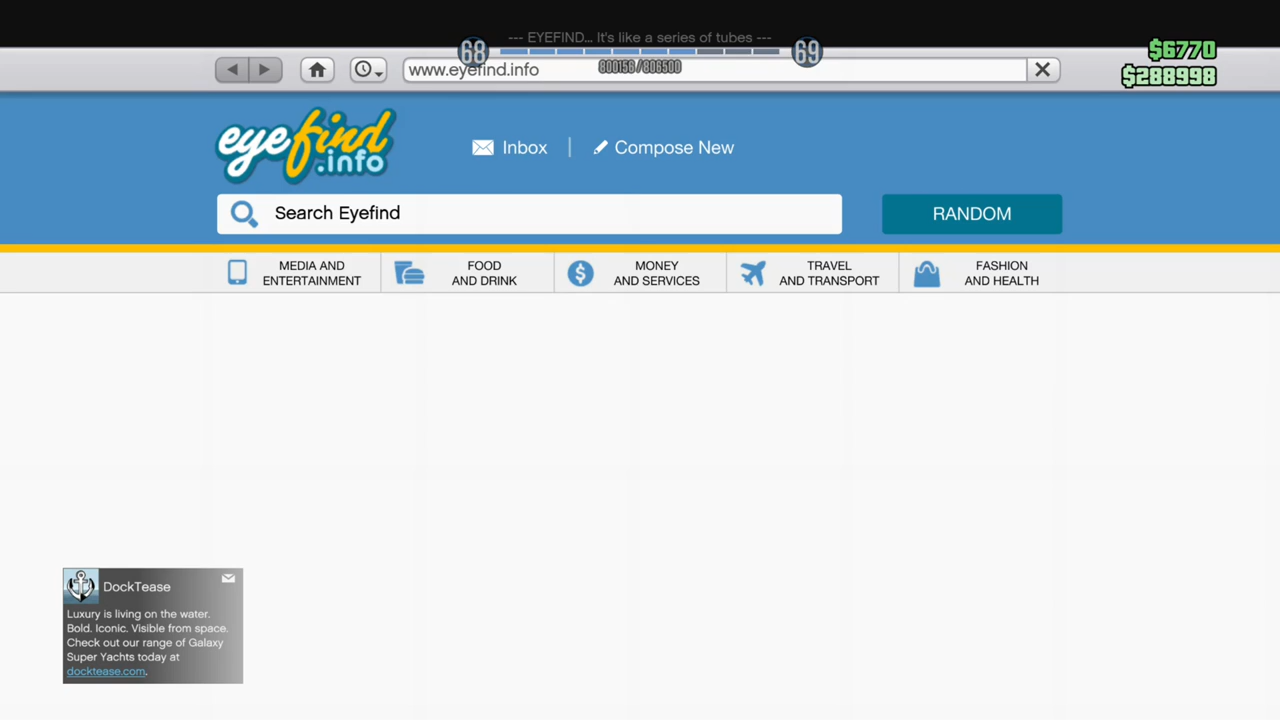 --- EYEFIND... It's like a series of tubes ---
68
69
www.eyefind.info
800156/806500
$6770
$288998
eyefind
.info
Inbox
Compose New
Search Eyefind
RANDOM
MEDIA AND
ENTERTAINMENT
FOOD
AND DRINK
MONEY
AND SERVICES
TRAVEL
AND TRANSPORT
FASHION
AND HEALTH
DockTease
Luxury is living on the water.
Bold. Iconic. Visible from space.
Check out our range of Galaxy
Super Yachts today at
docktease.com.